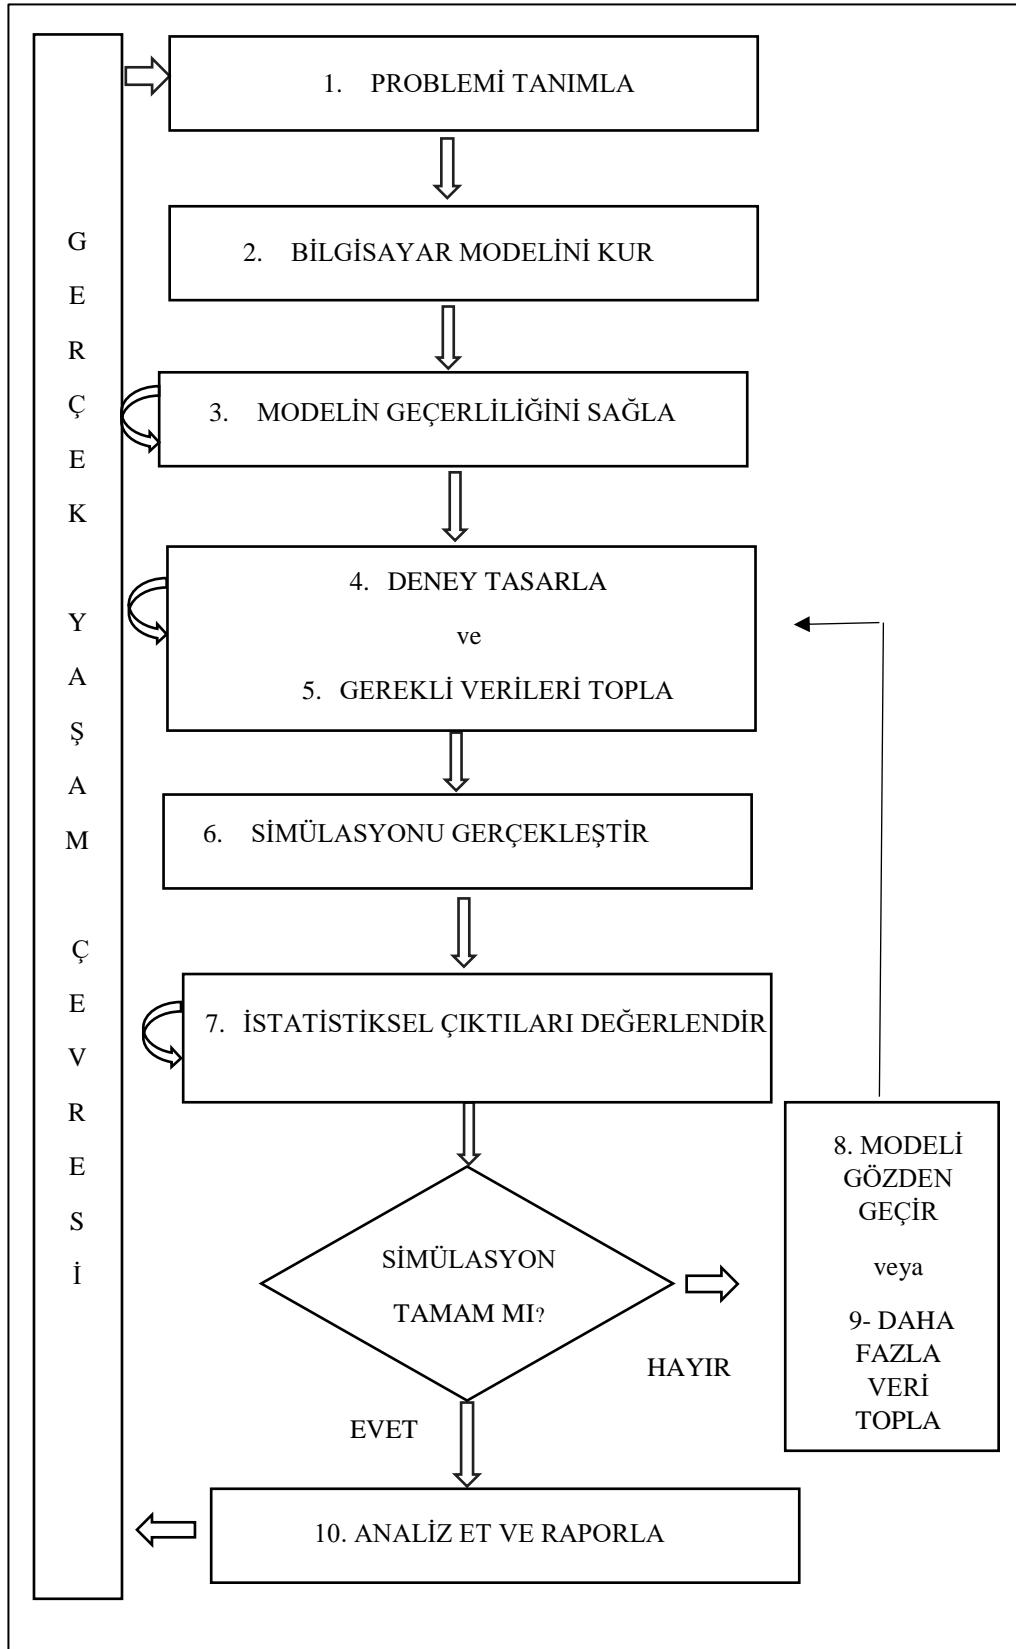 GERÇEK YAŞAM ÇEVRESİ
1. PROBLEMİ TANIMLA
2. BİLGİSAYAR MODELİNİ KUR
3. MODELİN GEÇERLİLİĞİNİ SAĞLA
4. DENEY TASARLA
ve
5. GEREKLİ VERİLERİ TOPLA
6. SİMÜLASYONU GERÇEKLEŞTİR
7. İSTATİSTİKSEL ÇIKTILARI DEĞERLENDİR
SİMÜLASYON
TAMAM MI?
HAYIR
8. MODELİ
GÖZDEN
GEÇİR
veya
9- DAHA
FAZLA
VERİ
TOPLA
EVET
10. ANALİZ ET VE RAPORLA